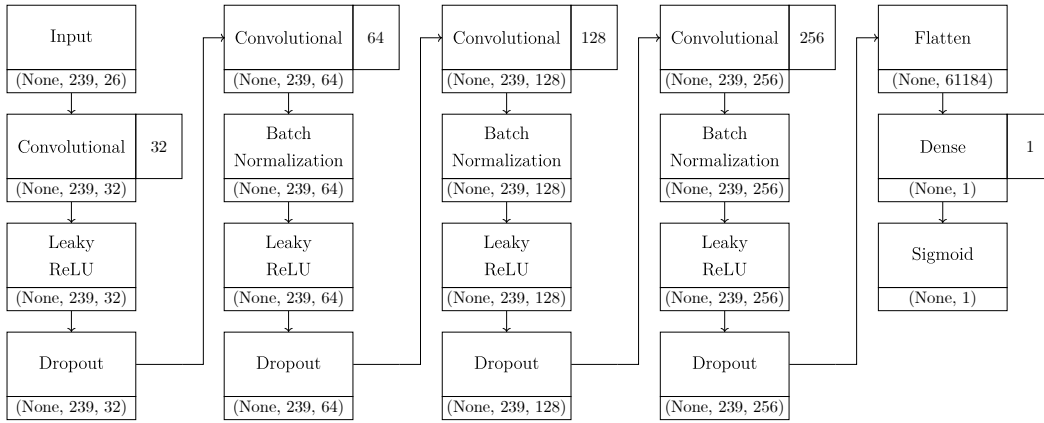 Input
(None, 239, 26)
Convolutional
32
(None, 239, 32)
Leaky
ReLU
(None, 239, 32)
Dropout
(None, 239, 32)
Convolutional
64
(None, 239, 64)
Batch
Normalization
(None, 239, 64)
Leaky
ReLU
(None, 239, 64)
Dropout
(None, 239, 64)
Convolutional
128
(None, 239, 128)
Batch
Normalization
(None, 239, 128)
Leaky
ReLU
(None, 239, 128)
Dropout
(None, 239, 128)
Convolutional
256
(None, 239, 256)
Batch
Normalization
(None, 239, 256)
Leaky
ReLU
(None, 239, 256)
Dropout
(None, 239, 256)
Flatten
(None, 61184)
Dense
1
(None, 1)
Sigmoid
(None, 1)